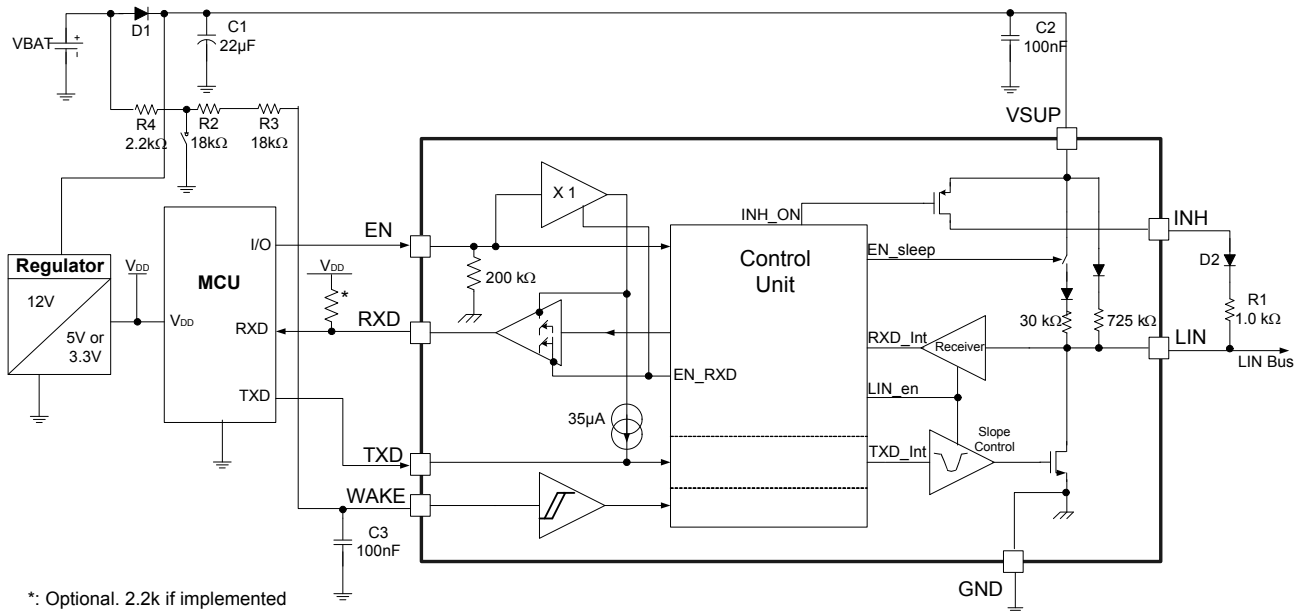 VBAT
+
-
D1
C1
22µF
C2
100nF
R4
2.2kΩ
R2
18kΩ
R3
18kΩ
VSUP
Regulator
12V
5V or
3.3V
VDD
MCU
I/O
VDD
RXD
TXD
VDD
*
EN
RXD
TXD
WAKE
C3
100nF
200 kΩ
X 1
35µA
INH_ON
Control
Unit
EN_sleep
EN_RXD
RXD_Int
LIN_en
TXD_Int
Receiver
Slope
Control
30 kΩ
725 kΩ
INH
D2
R1
1.0 kΩ
LIN
LIN Bus
GND
*: Optional. 2.2k if implemented